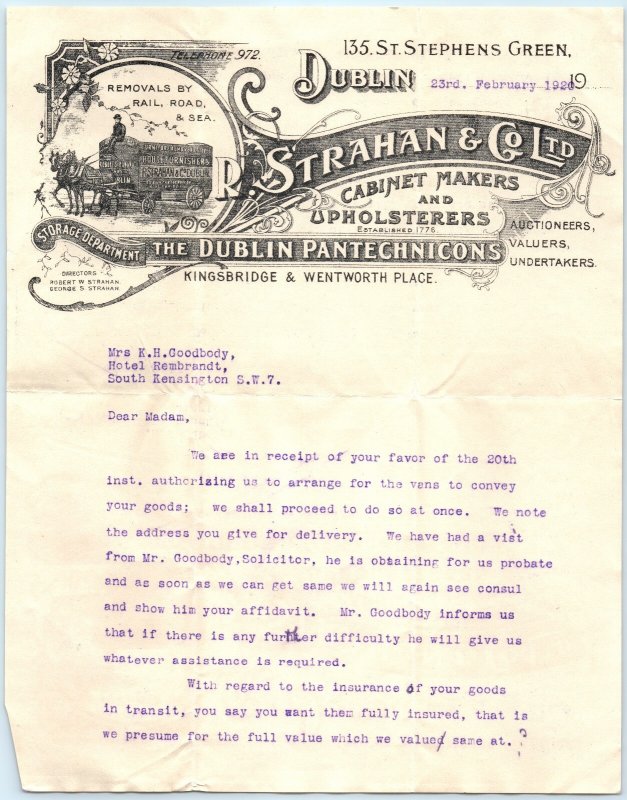 TELEPHONE 972.
135. ST. STEPHENS GREEN,
DUBLIN 23rd. February 1920 19
REMOVALS BY
RAIL, ROAD,
& SEA.
HOUSE FURNISHERS
R. STRAHAN & CO. DUBLIN
R. STRAHAN & CO LTD
CABINET MAKERS
AND
UPHOLSTERERS
ESTABLISHED 1776
AUCTIONEERS,
VALUERS,
UNDERTAKERS.
STORAGE DEPARTMENT
THE DUBLIN PANTECHNICONS
KINGSBRIDGE & WENTWORTH PLACE.
DIRECTORS
ROBERT W STRAHAN.
GEORGE S. STRAHAN.
Mrs K.H.Goodbody,
Hotel Rembrandt,
South Kensington S.W.7.
Dear Madam,
We are in receipt of your favor of the 20th
inst. authorizing us to arrange for the vans to convey
your goods; we shall proceed to do so at once. We note
the address you give for delivery. We have had a vist
from Mr. Goodbody,Solicitor, he is obtaining for us probate
and as soon as we can get same we will again see consul
and show him your affidavit. Mr. Goodbody informs us
that if there is any further difficulty he will give us
whatever assistance is required.
With regard to the insurance of your goods
in transit, you say you want them fully insured, that is
we presume for the full value which we valued same at. ?